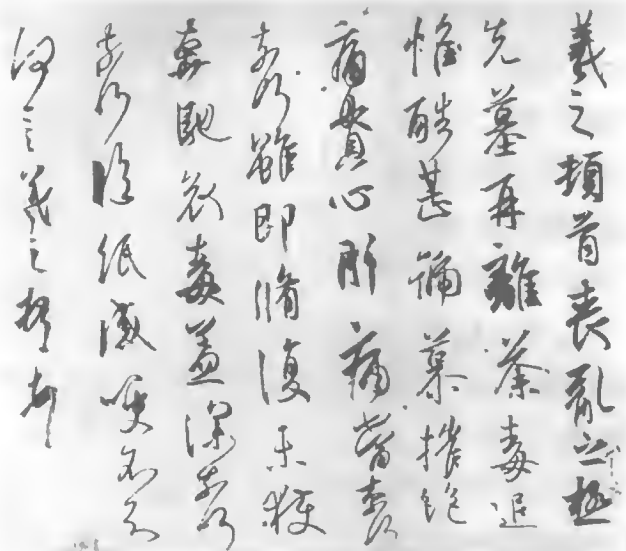 羲之頓首喪亂之極
先墓再離荼毒追
惟酷甚號慕摧絕
痛貫心肝痛當奈何
奈何雖即脩復未獲
奔馳哀毒益深奈何
奈何臨紙感哽不知
何言羲之頓首頓首